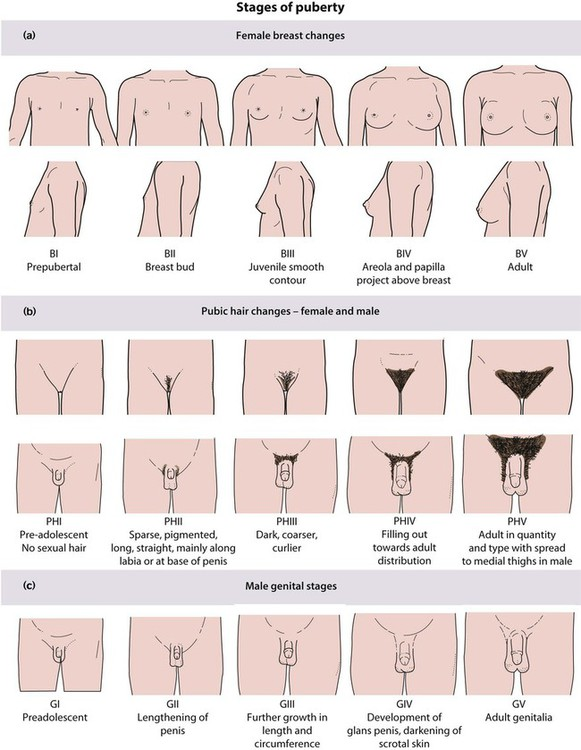 Stages of puberty
(a) Female breast changes
BI
Prepubertal
BII
Breast bud
BIII
Juvenile smooth
contour
BIV
Areola and papilla
project above breast
BV
Adult
(b) Pubic hair changes – female and male
PHI
Pre-adolescent
No sexual hair
PHII
Sparse, pigmented,
long, straight, mainly along
labia or at base of penis
PHIII
Dark, coarser,
curlier
PHIV
Filling out
towards adult
distribution
PHV
Adult in quantity
and type with spread
to medial thighs in male
(c) Male genital stages
GI
Preadolescent
GII
Lengthening of
penis
GIII
Further growth in
length and
circumference
GIV
Development of
glans penis, darkening of
scrotal skin
GV
Adult genitalia